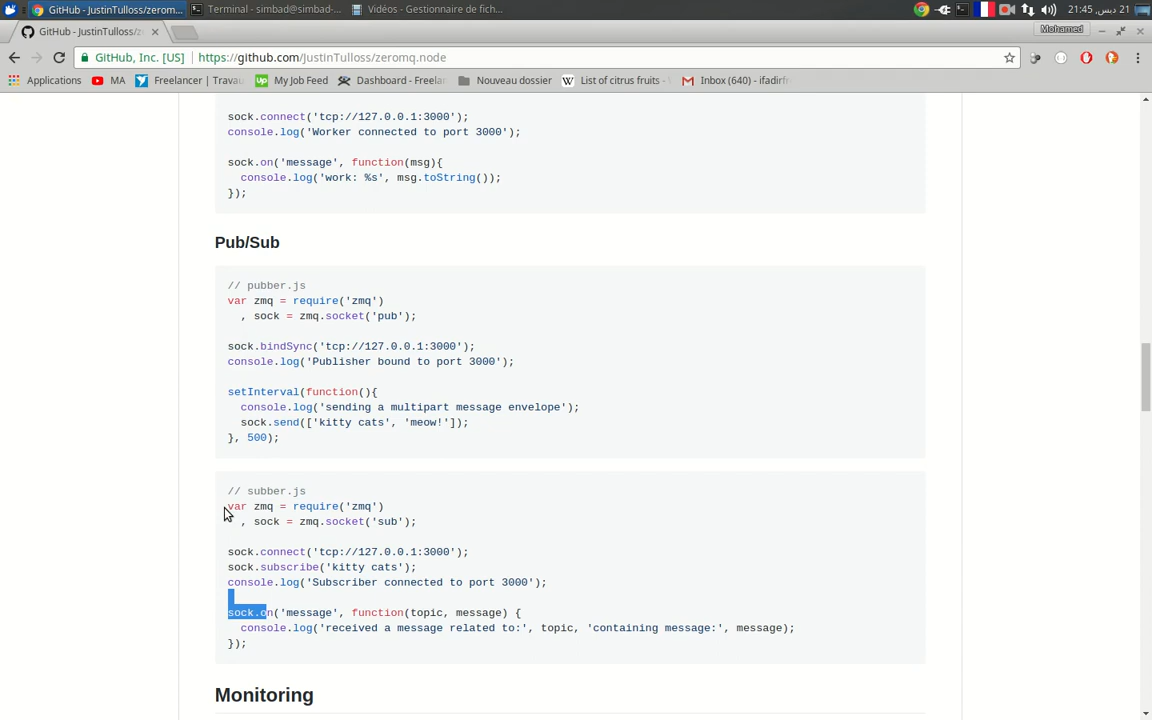 GitHub - JustinTulloss/zerom...
Terminal - simbad@simbad-...
Vidéos - Gestionnaire de fich...
21 ديس, 21:45
GitHub - JustinTulloss/z
Mohamed
GitHub, Inc. [US]
https://github.com/JustinTulloss/zeromq.node
Applications
MA
Freelancer | Travau
My Job Feed
Dashboard - Freelan
Nouveau dossier
List of citrus fruits -
Inbox (640) - ifadirfr
sock.connect('tcp://127.0.0.1:3000');
console.log('Worker connected to port 3000');
sock.on('message', function(msg){
console.log('work: %s', msg.toString());
});
Pub/Sub
// pubber.js
var zmq = require('zmq')
, sock = zmq.socket('pub');
sock.bindSync('tcp://127.0.0.1:3000');
console.log('Publisher bound to port 3000');
setInterval(function(){
console.log('sending a multipart message envelope');
sock.send(['kitty cats', 'meow!']);
}, 500);
// subber.js
var zmq = require('zmq')
, sock = zmq.socket('sub');
sock.connect('tcp://127.0.0.1:3000');
sock.subscribe('kitty cats');
console.log('Subscriber connected to port 3000');
sock.on('message', function(topic, message) {
console.log('received a message related to:', topic, 'containing message:', message);
});
Monitoring